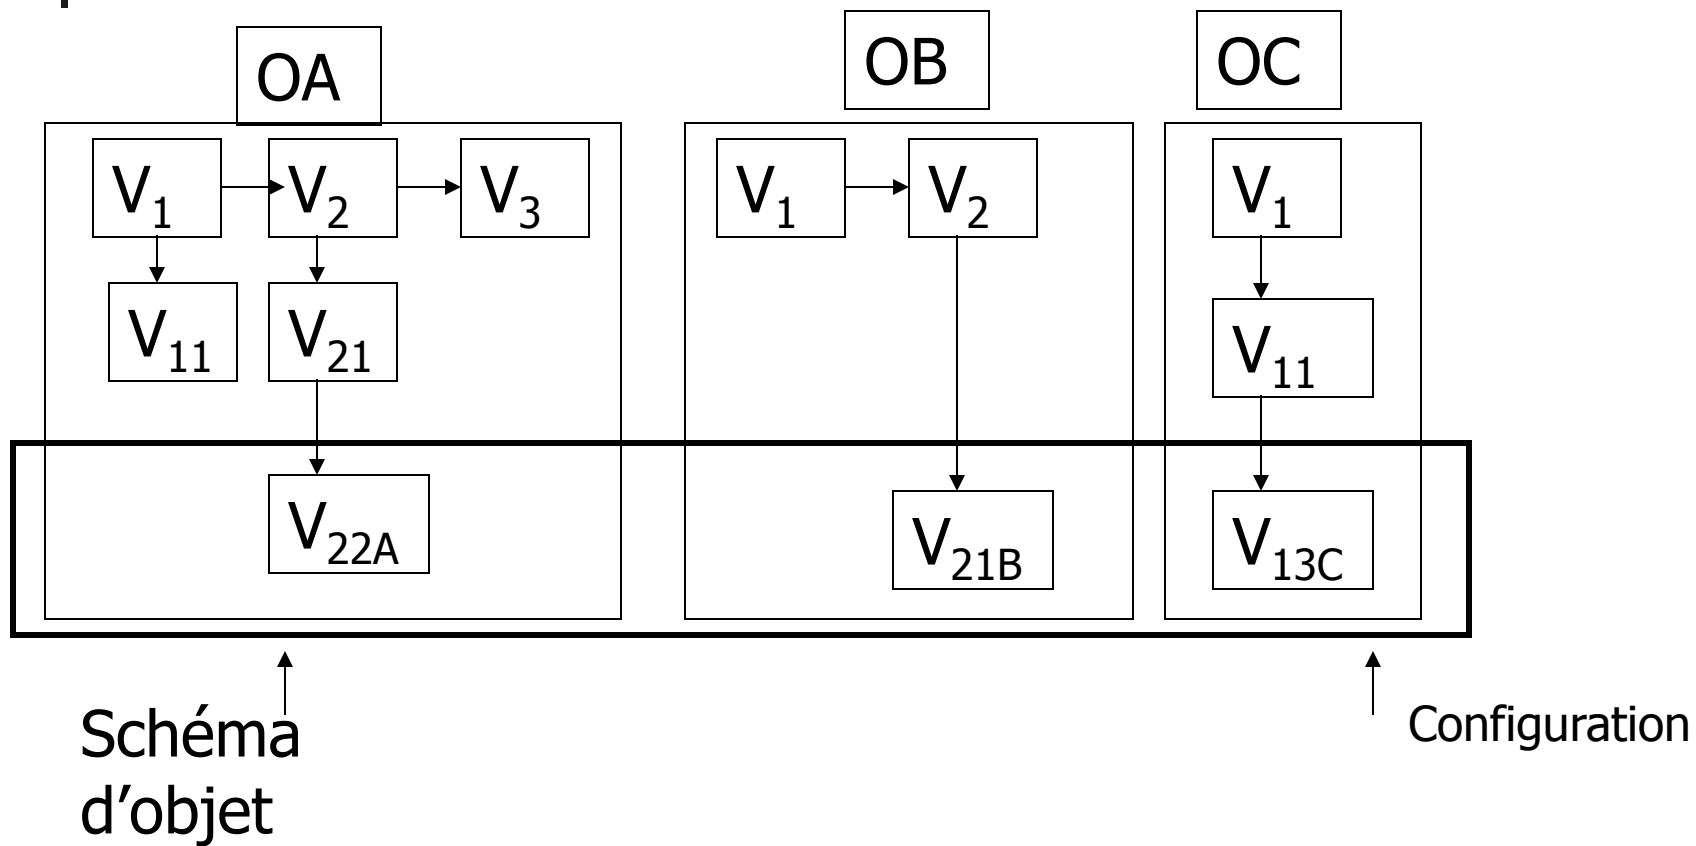 OA OB OC
V₁ V₂ V₃ V₁ V₂ V₁
V₁₁ V₂₁ V₁₁
V₂₂A V₂₁B V₁₃C
Schéma
d’objet
Configuration